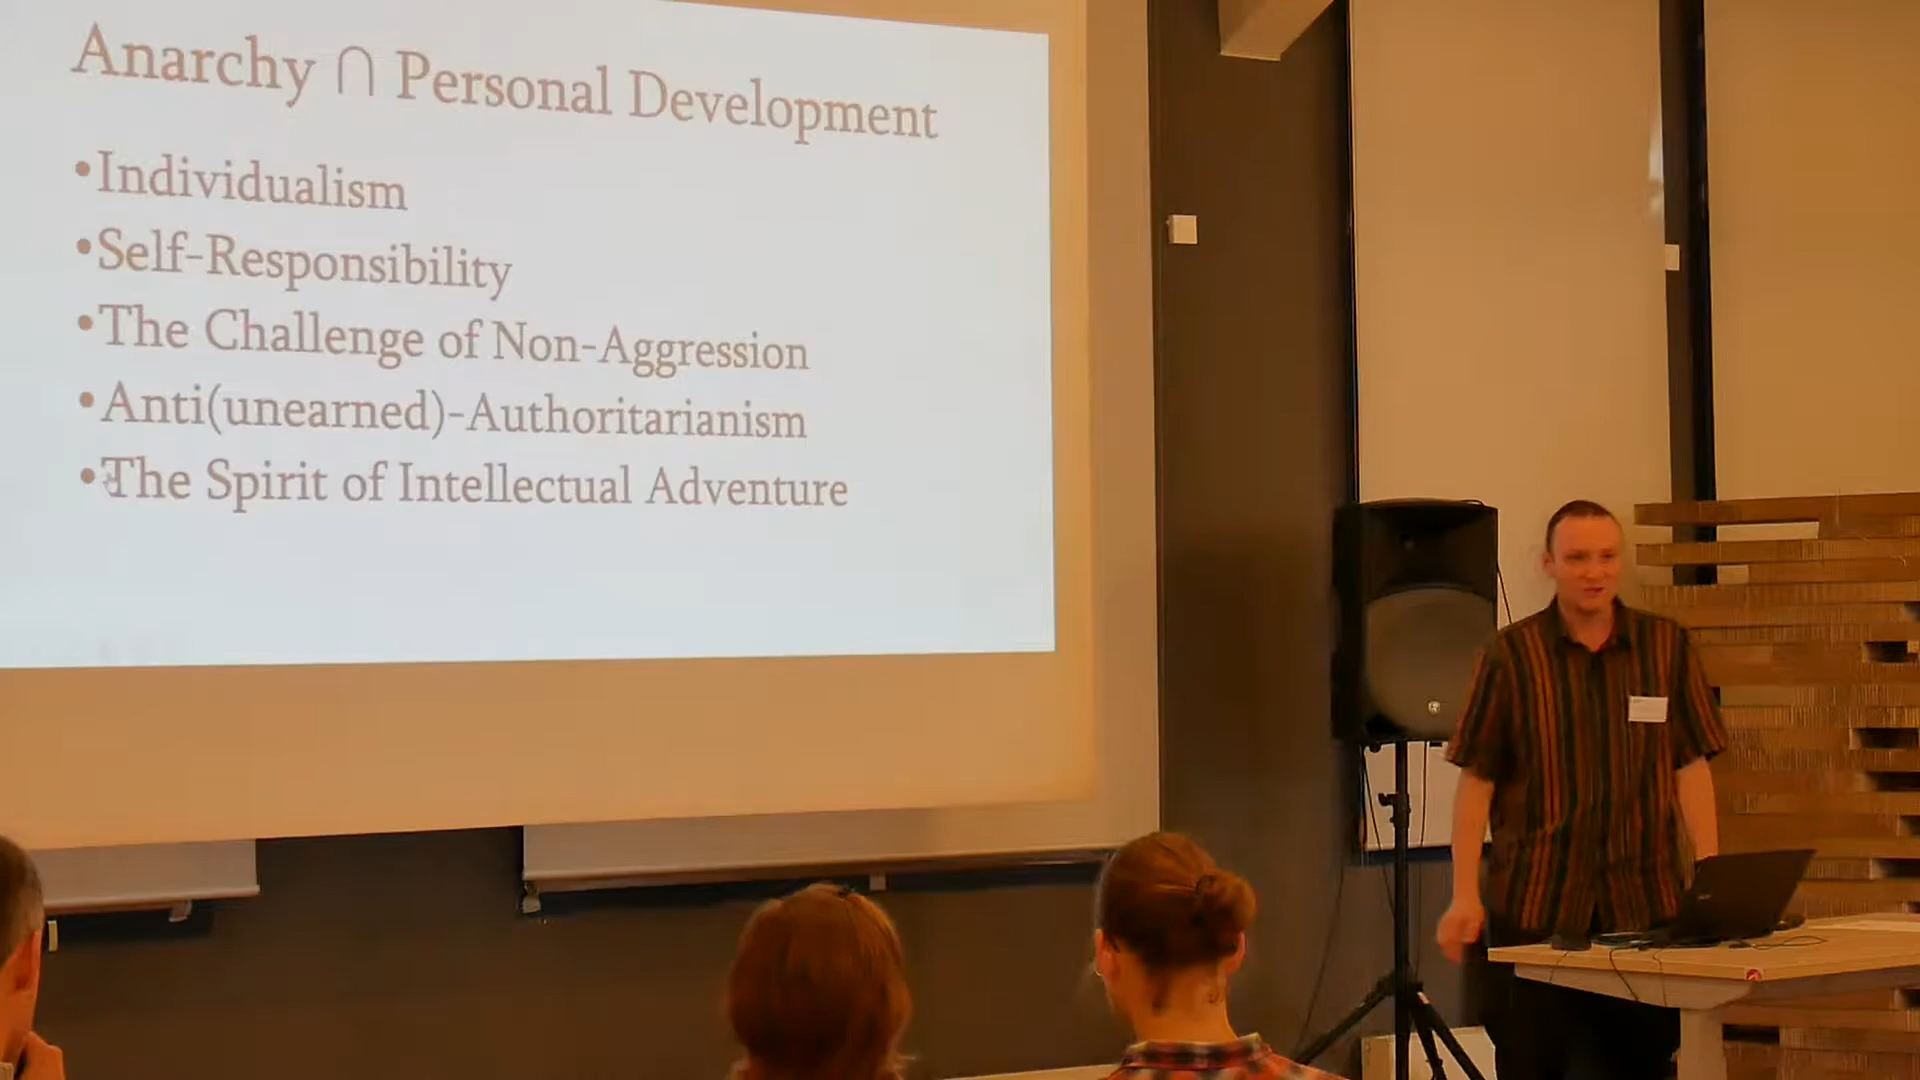 Anarchy ∩ Personal Development
•Individualism
•Self-Responsibility
•The Challenge of Non-Aggression
•Anti(unearned)-Authoritarianism
•The Spirit of Intellectual Adventure